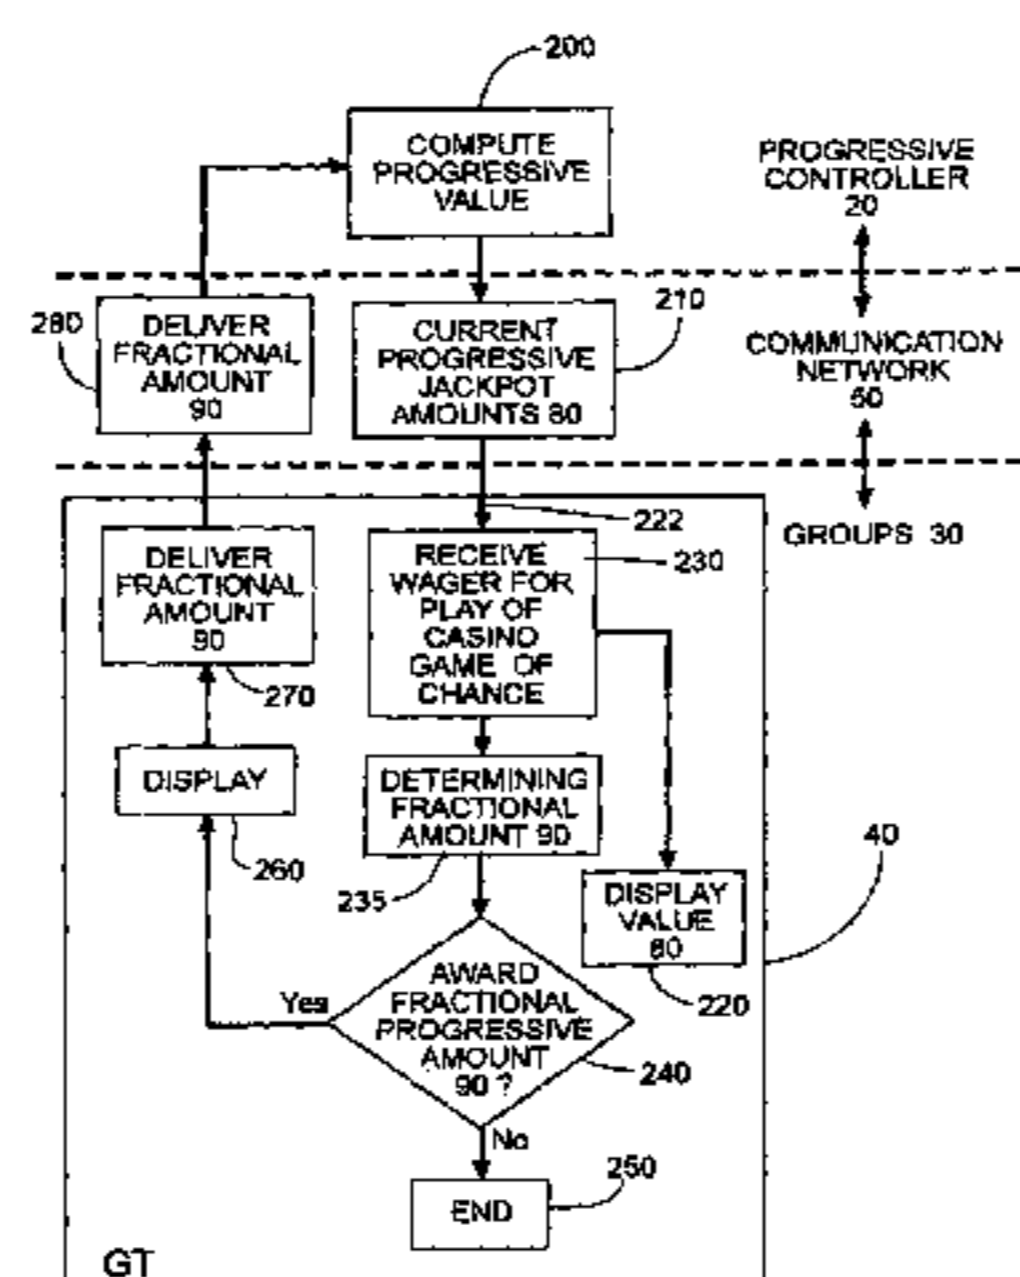 200
COMPUTE
PROGRESSIVE
VALUE
PROGRESSIVE
CONTROLLER
20
280
DELIVER
FRACTIONAL
AMOUNT
90
CURRENT
PROGRESSIVE
JACKPOT
AMOUNTS 80
210
COMMUNICATION
NETWORK
50
222
GROUPS 30
DELIVER
FRACTIONAL
AMOUNT
90
270
RECEIVE
WAGER FOR
PLAY OF
CASINO
GAME OF
CHANCE
230
DISPLAY
260
DETERMINING
FRACTIONAL
AMOUNT 90
235
40
DISPLAY
VALUE
80
220
Yes
AWARD
FRACTIONAL
PROGRESSIVE
AMOUNT
90 ?
240
No
250
END
GT